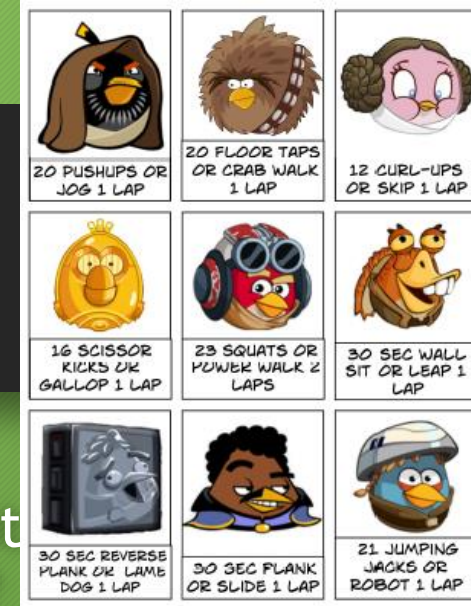 20 PUSHUPS OR
JOG 1 LAP
20 FLOOR TAPS
OR CRAB WALK
1 LAP
12 CURL-UPS
OR SKIP 1 LAP
16 SCISSOR
KICKS OR
GALLOP 1 LAP
23 SQUATS OR
POWER WALK 2
LAPS
30 SEC WALL
SIT OR LEAP 1
LAP
t
30 SEC REVERSE
PLANK OR LAME
DOG 1 LAP
30 SEC PLANK
OR SLIDE 1 LAP
21 JUMPING
JACKS OR
ROBOT 1 LAP